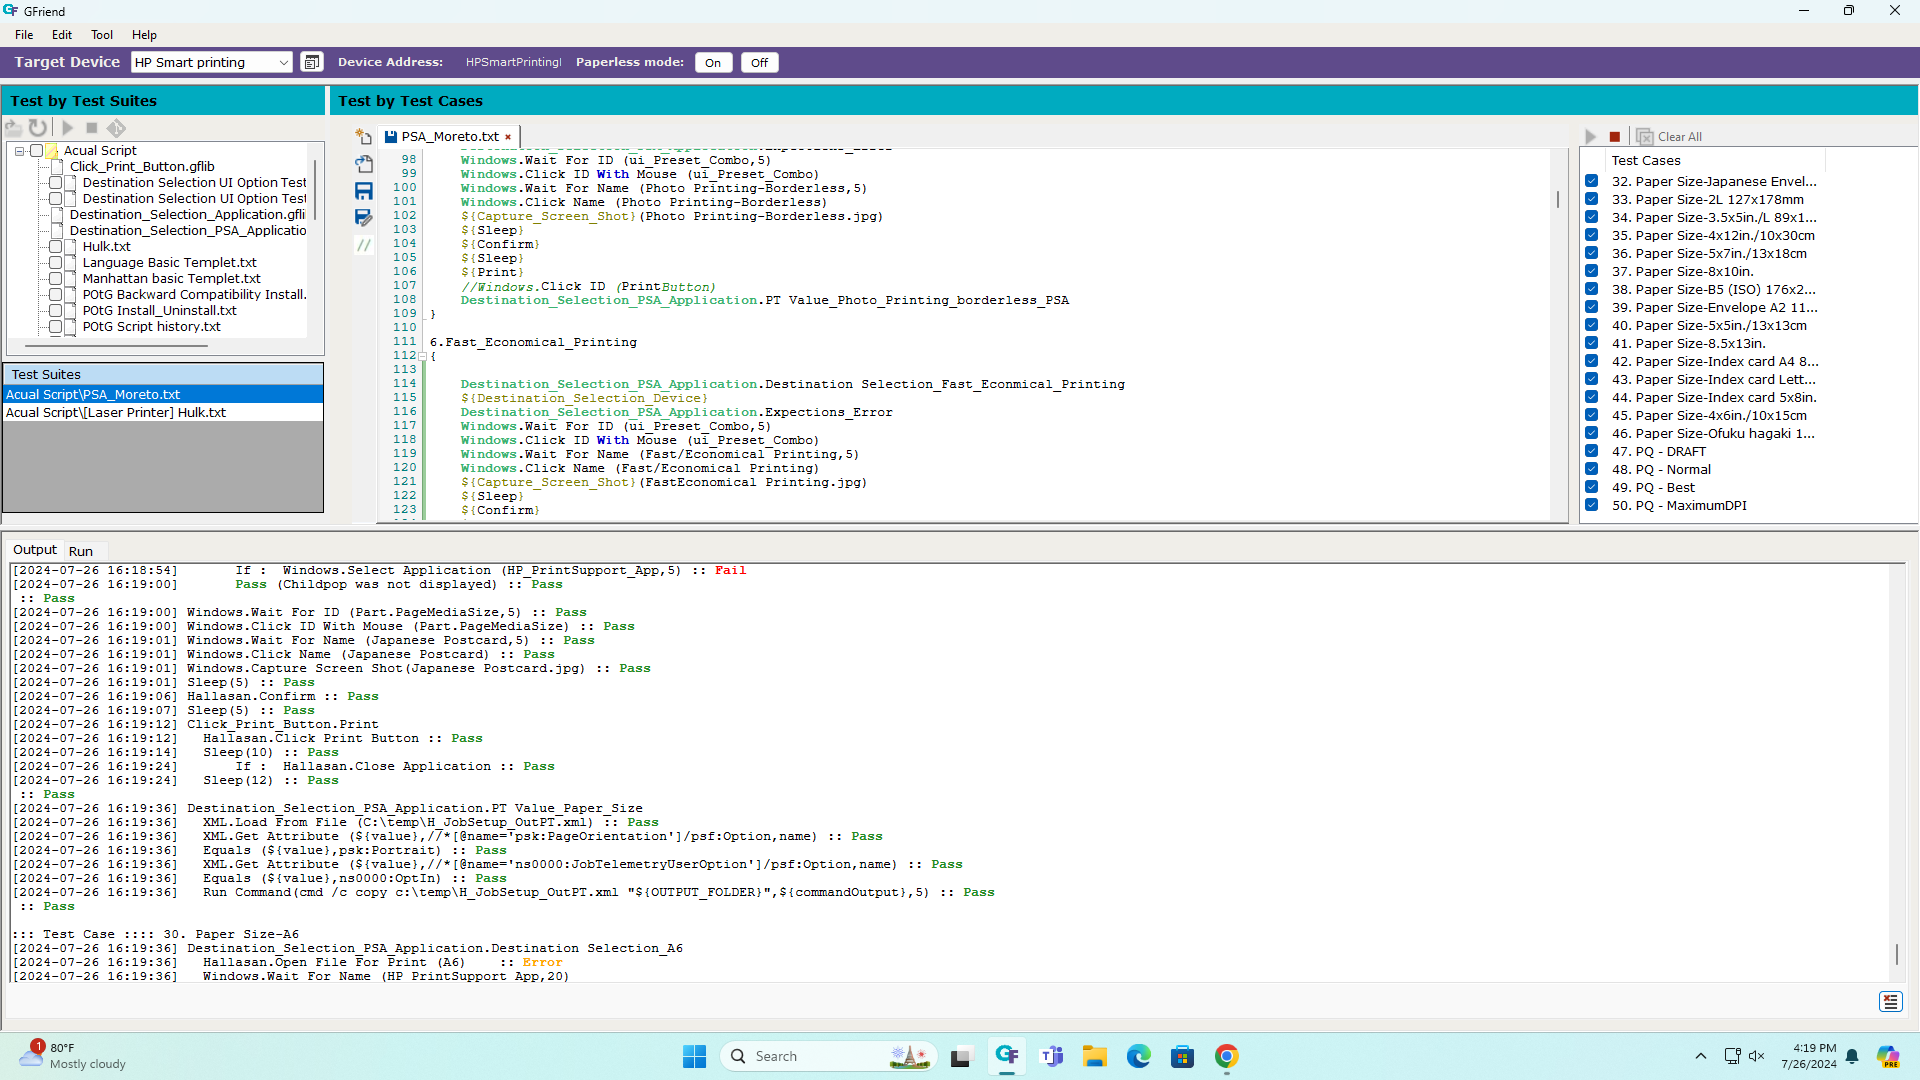 GFriend
File Edit Tool Help
Target Device HP Smart printing Device Address: HPSmartPrintingI Paperless mode: On Off
Test by Test Suites
Test by Test Cases
Acual Script
Click_Print_Button.gflib
Destination Selection UI Option Test
Destination Selection UI Option Test
Destination_Selection_Application.gfli
Destination_Selection_PSA_Applicatio
Hulk.txt
Language Basic Templet.txt
Manhattan basic Templet.txt
POtG Backward Compatibility Install.
POtG Install_Uninstall.txt
POtG Script history.txt
Test Suites
Acual Script\PSA_Moreto.txt
Acual Script\[Laser Printer] Hulk.txt
PSA_Moreto.txt ×
98 Windows.Wait For ID (ui_Preset_Combo,5)
99 Windows.Click ID With Mouse (ui_Preset_Combo)
100 Windows.Wait For Name (Photo Printing-Borderless,5)
101 Windows.Click Name (Photo Printing-Borderless)
102 ${Capture_Screen_Shot}(Photo Printing-Borderless.jpg)
103 ${Sleep}
104 ${Confirm}
105 ${Sleep}
106 ${Print}
107 //Windows.Click ID (PrintButton)
108 Destination_Selection_PSA_Application.PT Value_Photo_Printing_borderless_PSA
109 }
110
111 6.Fast_Economical_Printing
112 {
113
114 Destination_Selection_PSA_Application.Destination Selection_Fast_Econmical_Printing
115 ${Destination_Selection_Device}
116 Destination_Selection_PSA_Application.Expections_Error
117 Windows.Wait For ID (ui_Preset_Combo,5)
118 Windows.Click ID With Mouse (ui_Preset_Combo)
119 Windows.Wait For Name (Fast/Economical Printing,5)
120 Windows.Click Name (Fast/Economical Printing)
121 ${Capture_Screen_Shot}(FastEconomical Printing.jpg)
122 ${Sleep}
123 ${Confirm}
//
Clear All
Test Cases
32. Paper Size-Japanese Envel...
33. Paper Size-2L 127x178mm
34. Paper Size-3.5x5in./L 89x1...
35. Paper Size-4x12in./10x30cm
36. Paper Size-5x7in./13x18cm
37. Paper Size-8x10in.
38. Paper Size-B5 (ISO) 176x2...
39. Paper Size-Envelope A2 11...
40. Paper Size-5x5in./13x13cm
41. Paper Size-8.5x13in.
42. Paper Size-Index card A4 8...
43. Paper Size-Index card Lett...
44. Paper Size-Index card 5x8in.
45. Paper Size-4x6in./10x15cm
46. Paper Size-Ofuku hagaki 1...
47. PQ - DRAFT
48. PQ - Normal
49. PQ - Best
50. PQ - MaximumDPI
Output Run
[2024-07-26 16:18:54] If : Windows.Select Application (HP_PrintSupport_App,5) :: Fail
[2024-07-26 16:19:00] Pass (Childpop was not displayed) :: Pass
:: Pass
[2024-07-26 16:19:00] Windows.Wait For ID (Part.PageMediaSize,5) :: Pass
[2024-07-26 16:19:00] Windows.Click ID With Mouse (Part.PageMediaSize) :: Pass
[2024-07-26 16:19:01] Windows.Wait For Name (Japanese Postcard,5) :: Pass
[2024-07-26 16:19:01] Windows.Click Name (Japanese Postcard) :: Pass
[2024-07-26 16:19:01] Windows.Capture Screen Shot(Japanese Postcard.jpg) :: Pass
[2024-07-26 16:19:01] Sleep(5) :: Pass
[2024-07-26 16:19:06] Hallasan.Confirm :: Pass
[2024-07-26 16:19:07] Sleep(5) :: Pass
[2024-07-26 16:19:12] Click_Print_Button.Print
[2024-07-26 16:19:12] Hallasan.Click Print Button :: Pass
[2024-07-26 16:19:14] Sleep(10) :: Pass
[2024-07-26 16:19:24] If : Hallasan.Close Application :: Pass
[2024-07-26 16:19:24] Sleep(12) :: Pass
:: Pass
[2024-07-26 16:19:36] Destination_Selection_PSA_Application.PT Value_Paper_Size
[2024-07-26 16:19:36] XML.Load From File (C:\temp\H_JobSetup_OutPT.xml) :: Pass
[2024-07-26 16:19:36] XML.Get Attribute (${value},//*[@name='psk:PageOrientation']/psf:Option,name) :: Pass
[2024-07-26 16:19:36] Equals (${value},psk:Portrait) :: Pass
[2024-07-26 16:19:36] XML.Get Attribute (${value},//*[@name='ns0000:JobTelemetryUserOption']/psf:Option,name) :: Pass
[2024-07-26 16:19:36] Equals (${value},ns0000:OptIn) :: Pass
[2024-07-26 16:19:36] Run Command(cmd /c copy c:\temp\H_JobSetup_OutPT.xml "${OUTPUT_FOLDER}",${commandOutput},5) :: Pass
:: Pass
::: Test Case :::: 30. Paper Size-A6
[2024-07-26 16:19:36] Destination_Selection_PSA_Application.Destination Selection_A6
[2024-07-26 16:19:36] Hallasan.Open File For Print (A6) :: Error
[2024-07-26 16:19:36] Windows.Wait For Name (HP PrintSupport App,20)
1
80°F
Mostly cloudy
Search
4:19 PM
7/26/2024
PRE